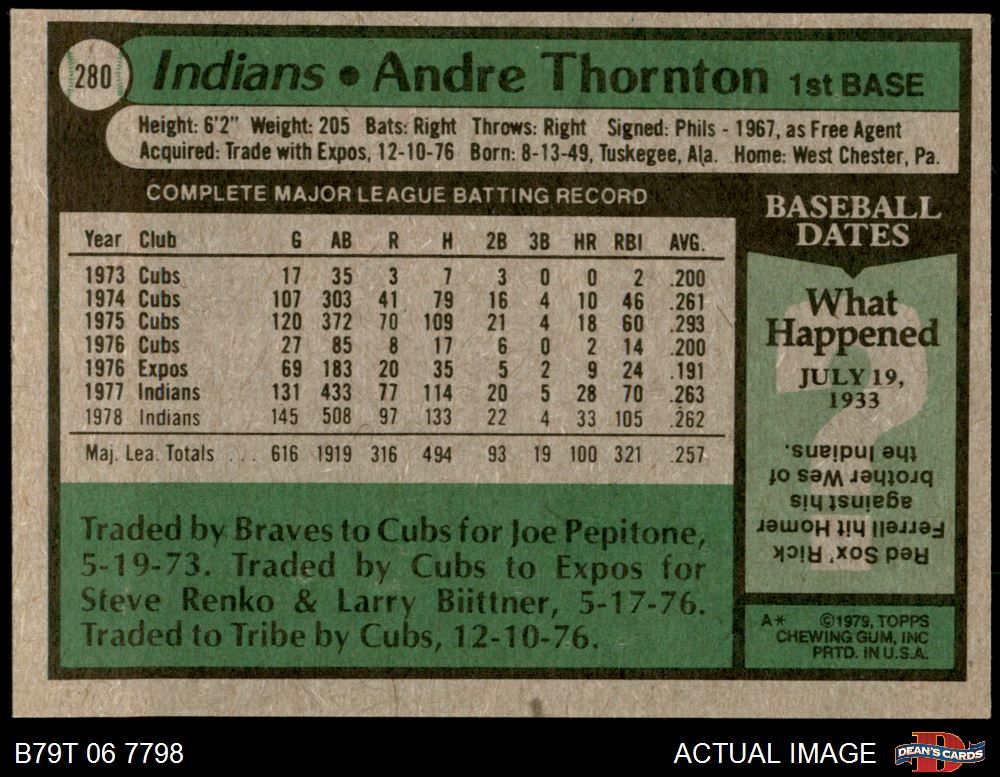 280
Indians • Andre Thornton 1st BASE
Height: 6'2" Weight: 205 Bats: Right Throws: Right Signed: Phils - 1967, as Free Agent
Acquired: Trade with Expos, 12-10-76 Born: 8-13-49, Tuskegee, Ala. Home: West Chester, Pa.
COMPLETE MAJOR LEAGUE BATTING RECORD
Year Club G AB R H 2B 3B HR RBI AVG.
1973 Cubs 17 35 3 7 3 0 0 2 .200
1974 Cubs 107 303 41 79 16 4 10 46 .261
1975 Cubs 120 372 70 109 21 4 18 60 .293
1976 Cubs 27 85 8 17 6 0 2 14 .200
1976 Expos 69 183 20 35 5 2 9 24 .191
1977 Indians 131 433 77 114 20 5 28 70 .263
1978 Indians 145 508 97 133 22 4 33 105 .262
Maj. Lea. Totals ... 616 1919 316 494 93 19 100 321 .257
Traded by Braves to Cubs for Joe Pepitone,
5-19-73. Traded by Cubs to Expos for
Steve Renko & Larry Biittner, 5-17-76.
Traded to Tribe by Cubs, 12-10-76.
BASEBALL
DATES
What
Happened
JULY 19,
1933
?
Red Sox' Rick
Ferrell hit Homer
against his
brother Wes of
the Indians.
A* ©1979, TOPPS
CHEWING GUM, INC
PRTD. IN U.S.A.
B79T 06 7798
ACTUAL IMAGE
D
DEAN'S CARDS